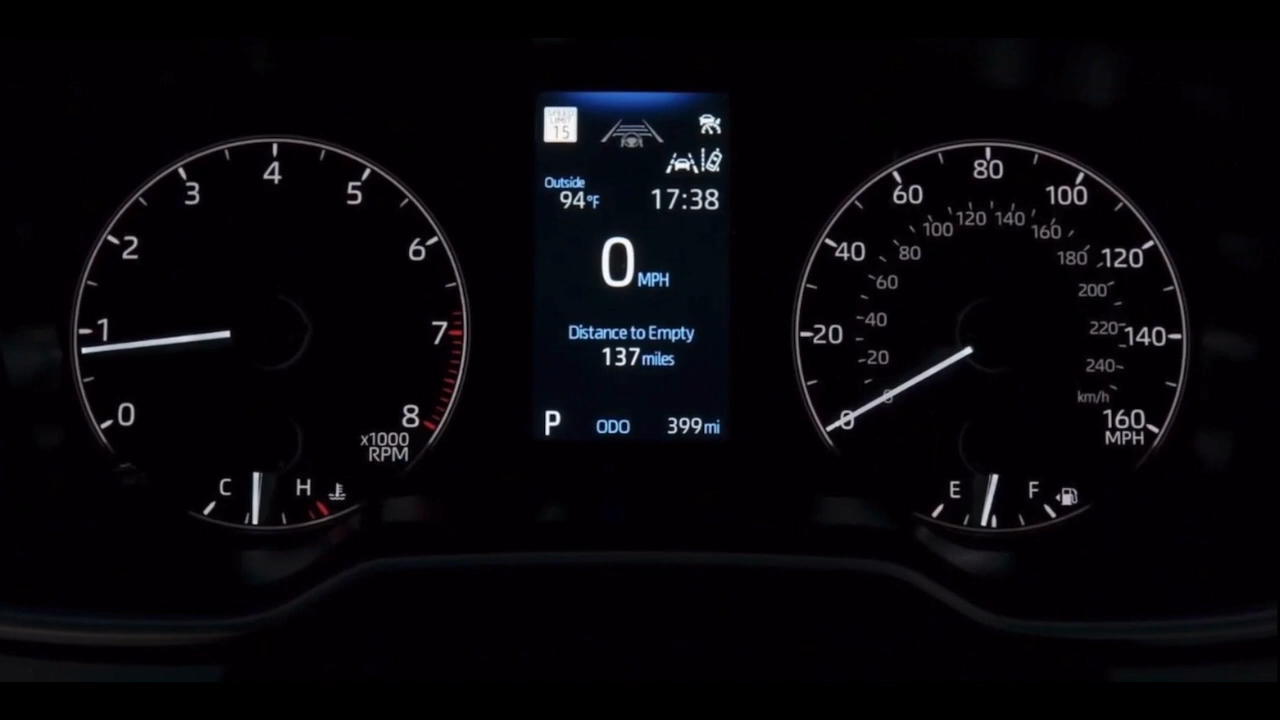 0
1
2
3
4
5
6
7
8
x1000
RPM
C H
SPEED
LIMIT
15
Outside
94°F
17:38
0 MPH
Distance to Empty
137 miles
P ODO 399 mi
0
20
40
60
80
100
120
140
160
MPH
0
20
40
60
80
100
120
140
160
180
200
220
240
km/h
E F